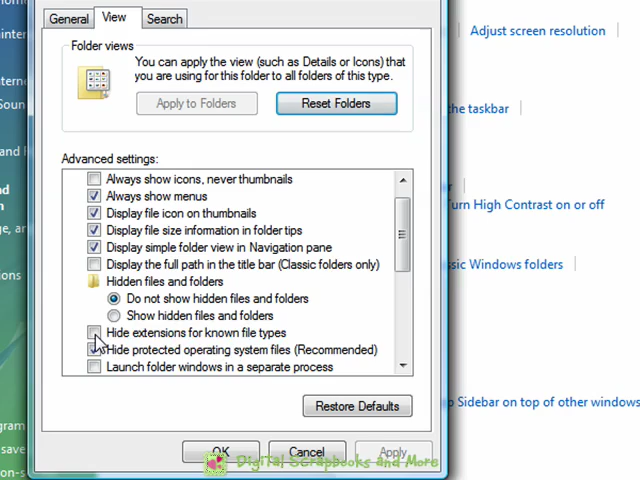 General
View
Search
Adjust screen resolution
Folder views
You can apply the view (such as Details or Icons) that
you are using for this folder to all folders of this type.
Apply to Folders
Reset Folders
the taskbar
Advanced settings:
Always show icons, never thumbnails
Always show menus
Display file icon on thumbnails
Display file size information in folder tips
Display simple folder view in Navigation pane
Display the full path in the title bar (Classic folders only)
Hidden files and folders
Do not show hidden files and folders
Show hidden files and folders
Hide extensions for known file types
Hide protected operating system files (Recommended)
Launch folder windows in a separate process
Turn High Contrast on or off
Windows folders
Restore Defaults
Sidebar on top of other windows
OK
Cancel
Apply
Digital Scrapbooks and More